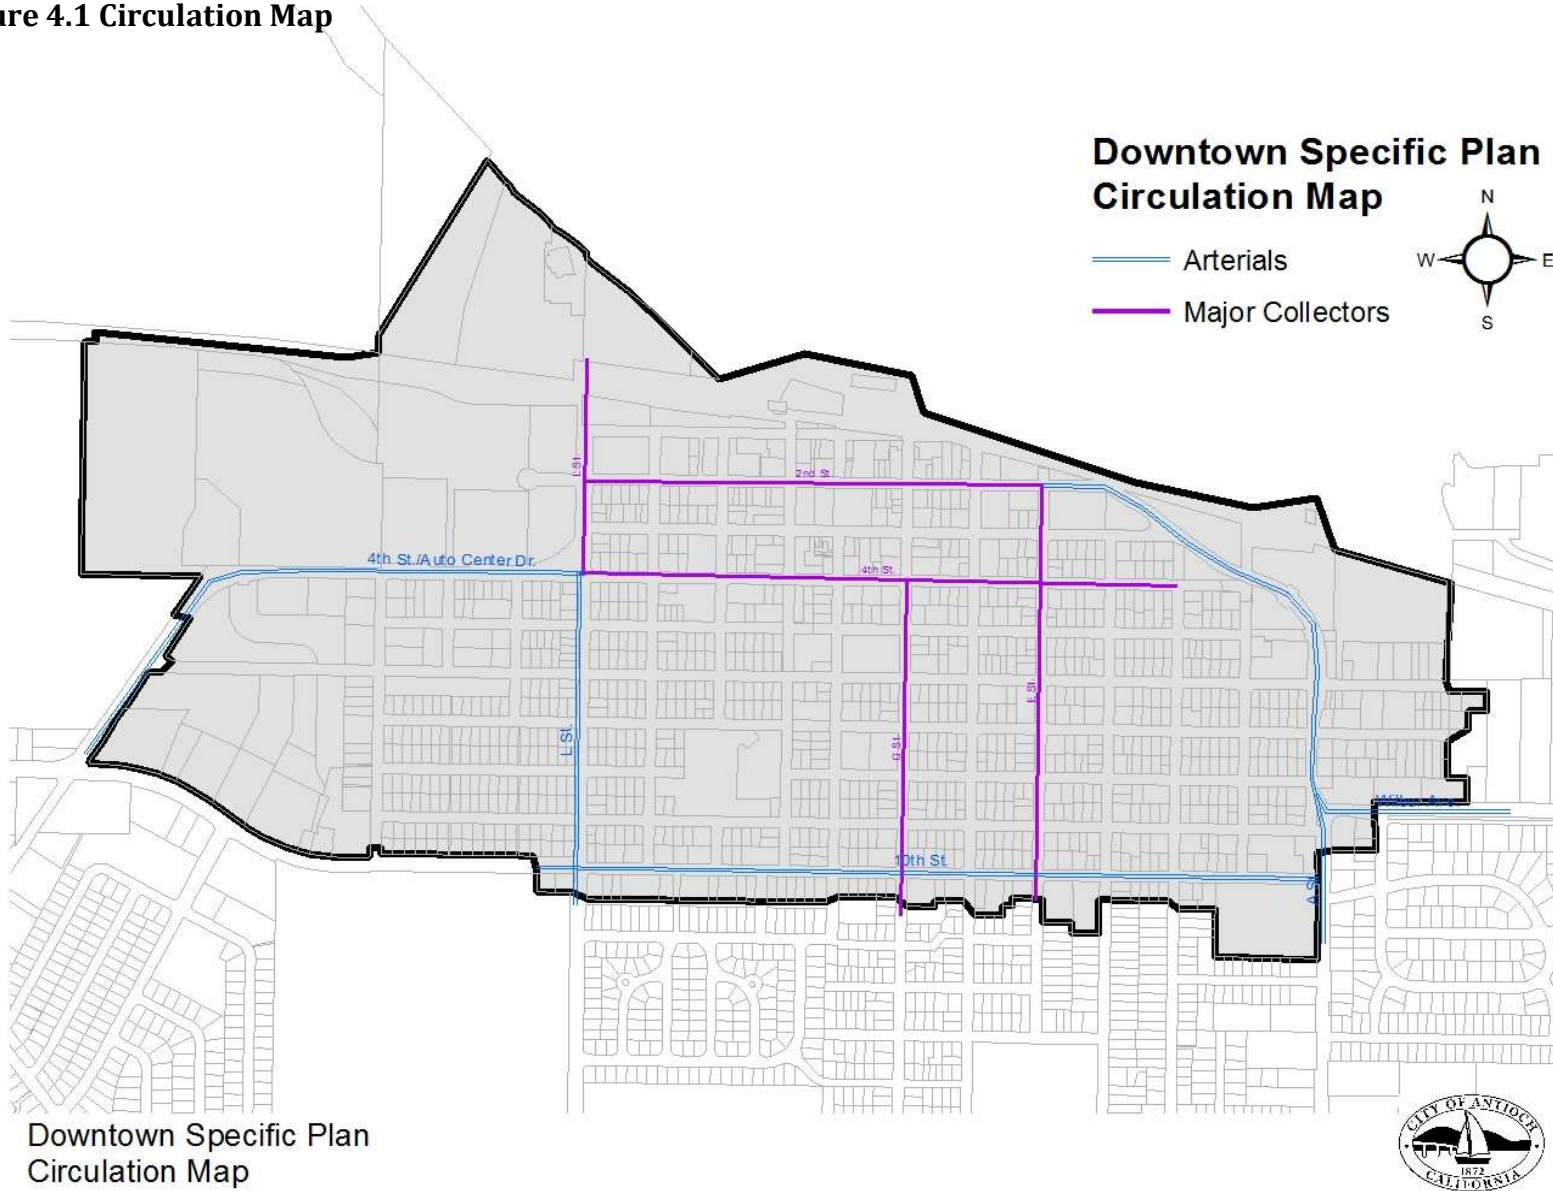 ure 4.1 Circulation Map
Downtown Specific Plan
Circulation Map
N
W
E
S
Arterials
Major Collectors
L St.
2nd St.
4th St./Auto Center Dr.
4th St.
E St.
L St.
G St.
Wilbur Ave.
10th St.
A St.
Downtown Specific Plan
Circulation Map
CITY OF ANTIOCH
1872
CALIFORNIA